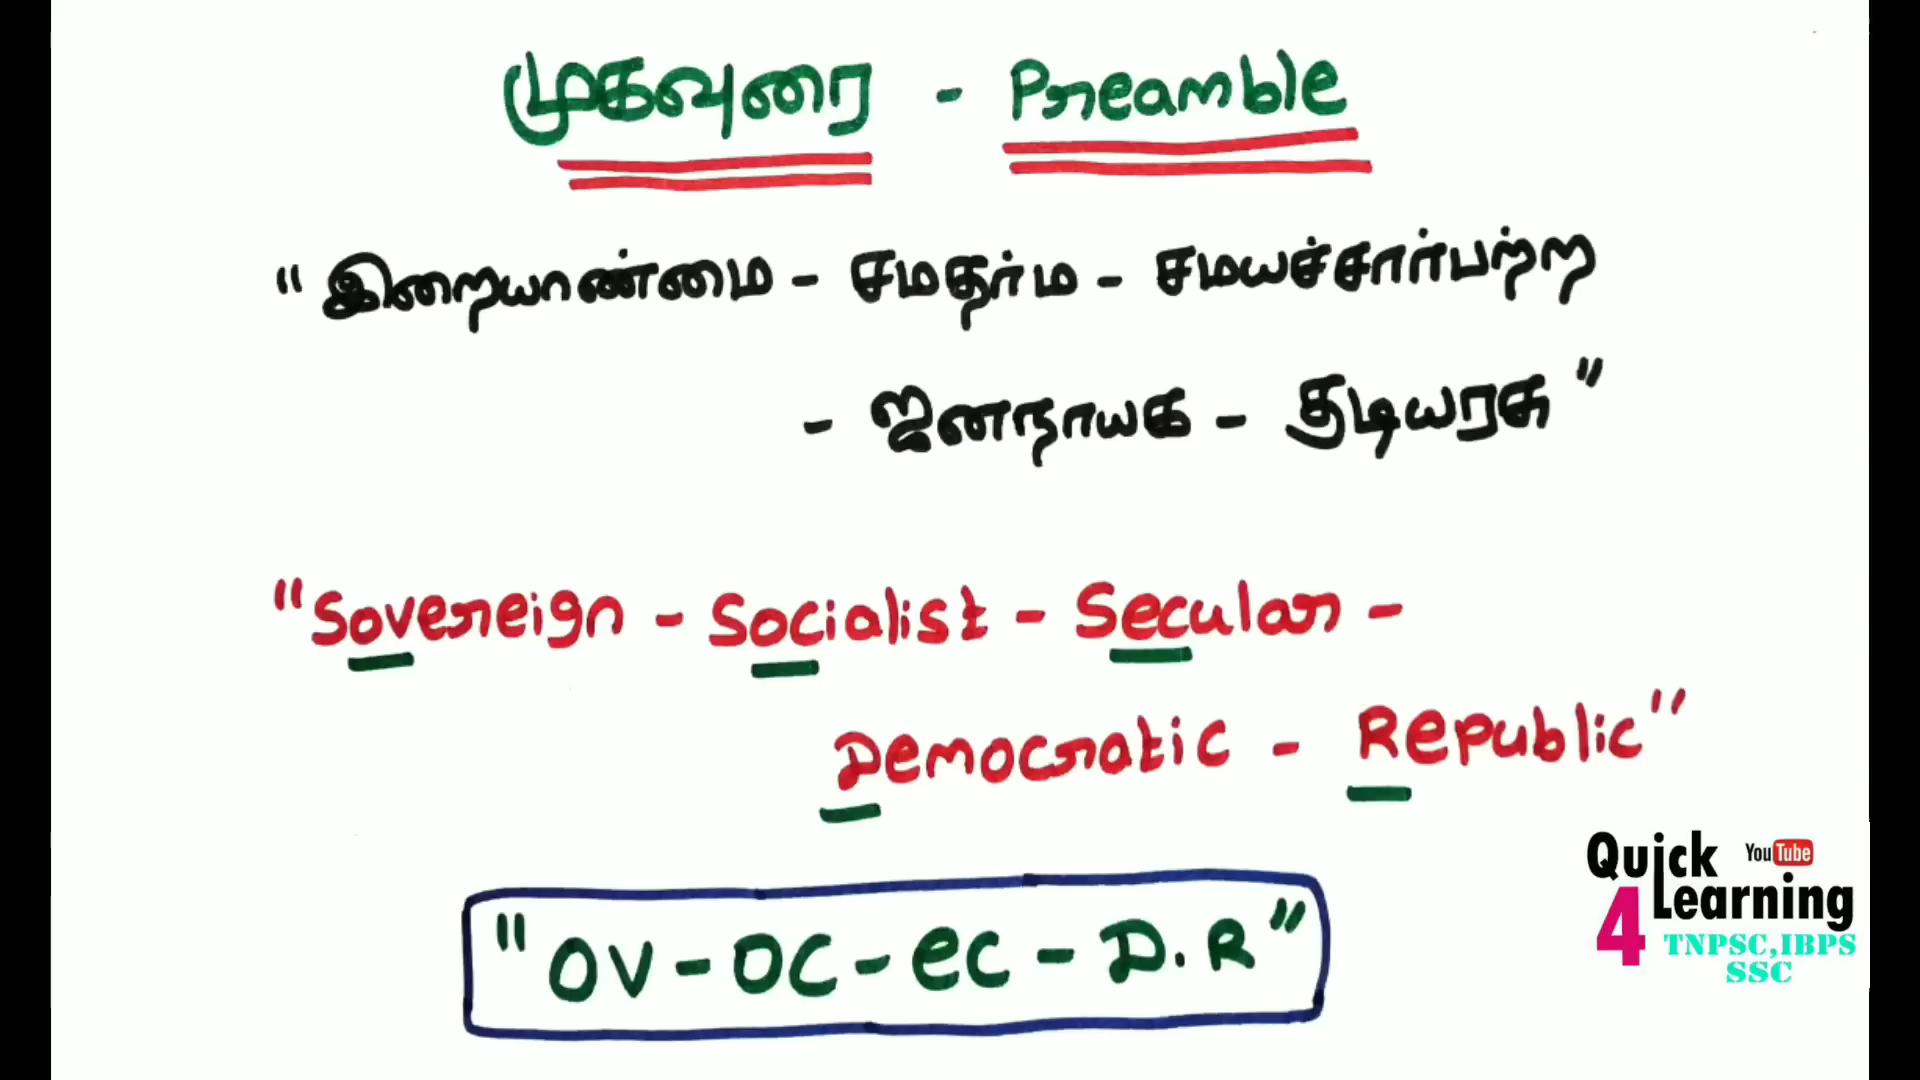 முகவுரை - Preamble
"இறையாண்மை - சமதர்ம - சமயச்சார்பற்ற
- ஜனநாயக - குடியரசு"
"Sovereign - Socialist - Secular -
Democratic - Republic"
"OV - OC - eC - D.R"
Quick YouTube
4 Learning
TNPSC,IBPS
SSC